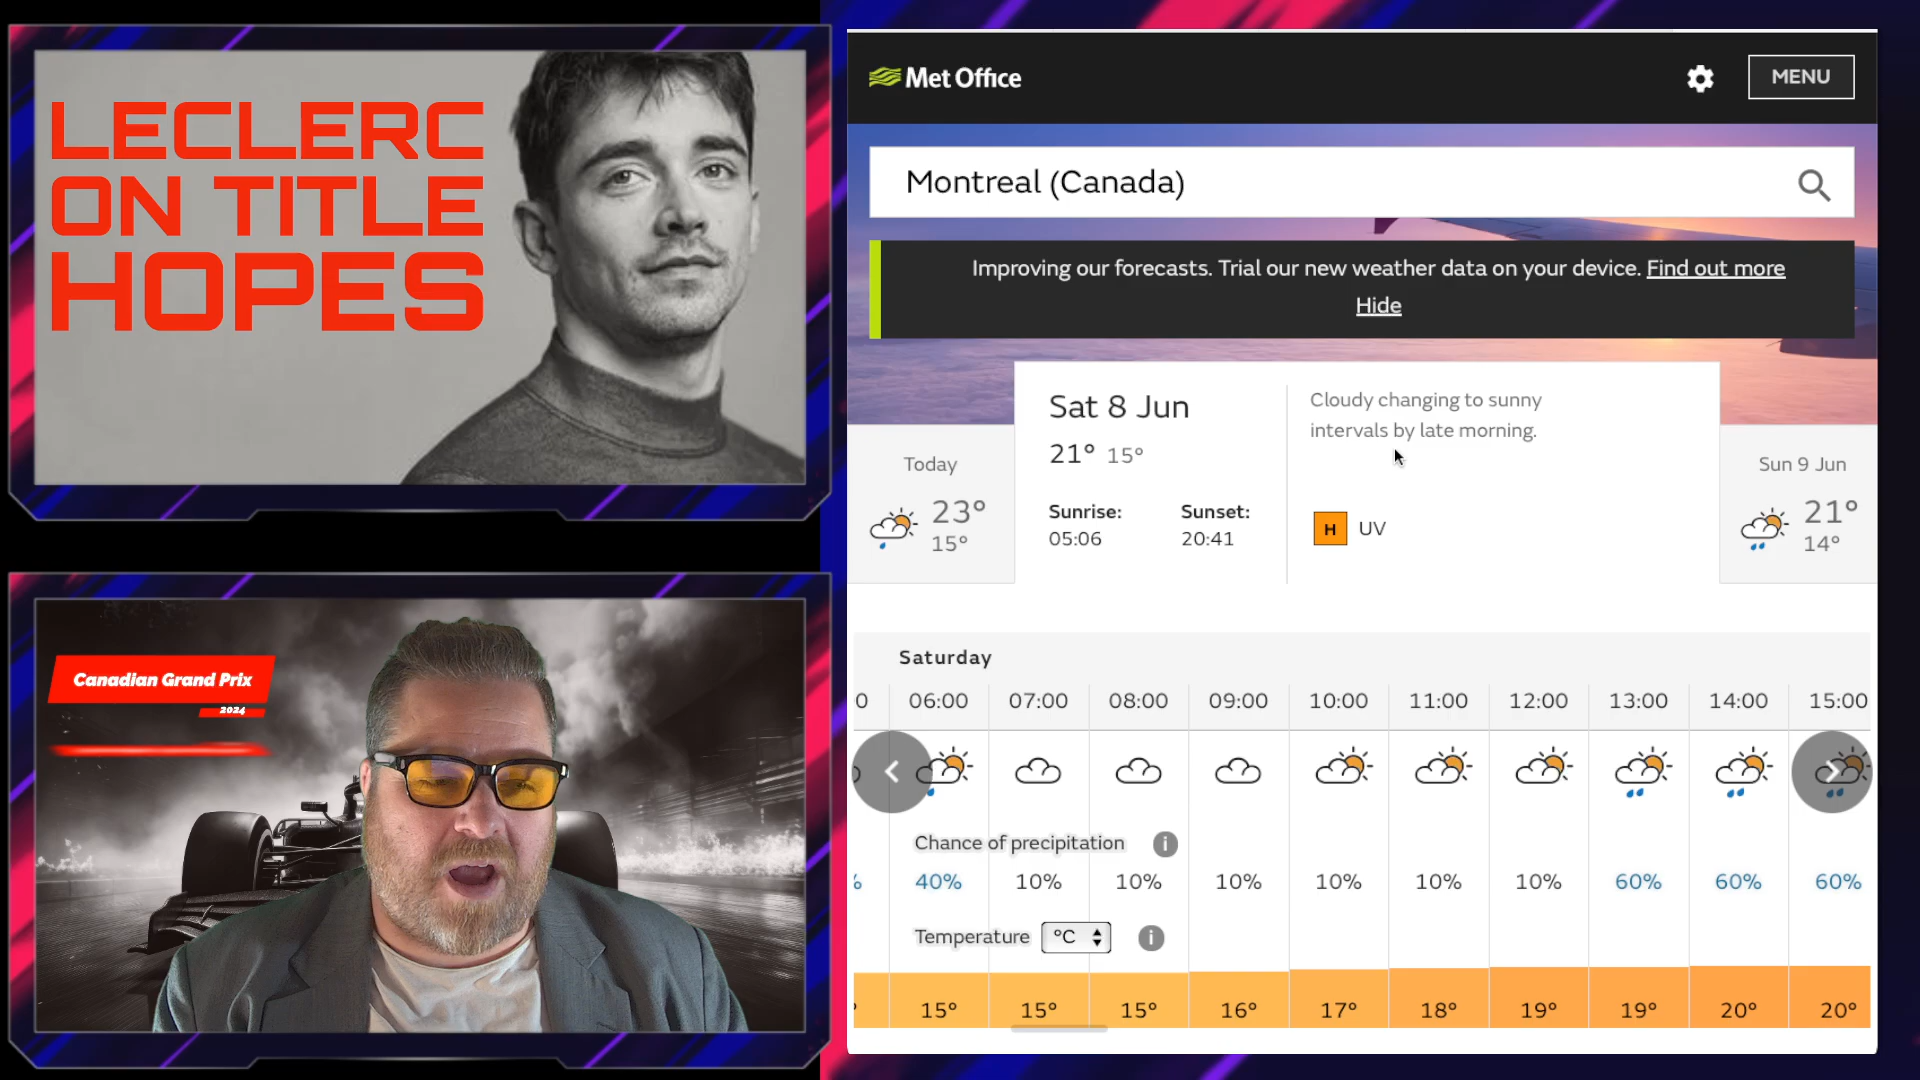 LECLERC
ON TITLE
HOPES
Canadian Grand Prix
2024
Met Office
MENU
Montreal (Canada)
Improving our forecasts. Trial our new weather data on your device. Find out more
Hide
Today
23°
15°
Sat 8 Jun
21° 15°
Sunrise: Sunset:
05:06 20:41
Cloudy changing to sunny
intervals by late morning.
H UV
Sun 9 Jun
21°
14°
Saturday
0 06:00 07:00 08:00 09:00 10:00 11:00 12:00 13:00 14:00 15:00
Chance of precipitation i
% 40% 10% 10% 10% 10% 10% 10% 60% 60% 60%
Temperature °C i
° 15° 15° 15° 16° 17° 18° 19° 19° 20° 20°